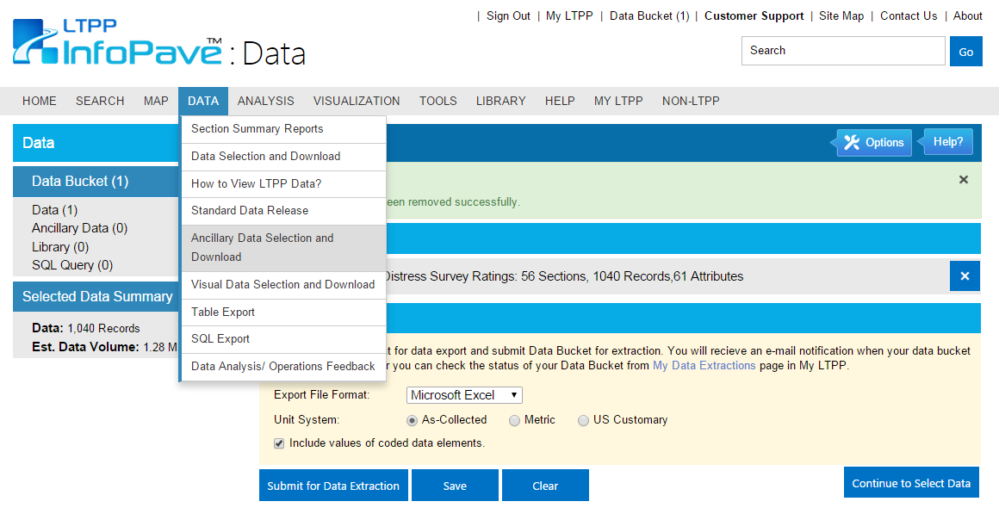 | Sign Out | My LTPP | Data Bucket (1) | Customer Support | Site Map | Contact Us | About
LTPP
InfoPave™ : Data
Search
Go
HOME SEARCH MAP DATA ANALYSIS VISUALIZATION TOOLS LIBRARY HELP MY LTPP NON-LTPP
Section Summary Reports
Data Selection and Download
How to View LTPP Data?
Standard Data Release
Ancillary Data Selection and
Download
Visual Data Selection and Download
Table Export
SQL Export
Data Analysis/ Operations Feedback
Data
Data Bucket (1)
Data (1)
Ancillary Data (0)
Library (0)
SQL Query (0)
Selected Data Summary
Data: 1,040 Records
Est. Data Volume: 1.28 M
Options
Help?
een removed successfully.
Distress Survey Ratings: 56 Sections, 1040 Records,61 Attributes
t for data export and submit Data Bucket for extraction. You will recieve an e-mail notification when your data bucket
r you can check the status of your Data Bucket from My Data Extractions page in My LTPP.
Export File Format: Microsoft Excel
Unit System: As-Collected Metric US Customary
Include values of coded data elements.
Submit for Data Extraction
Save
Clear
Continue to Select Data